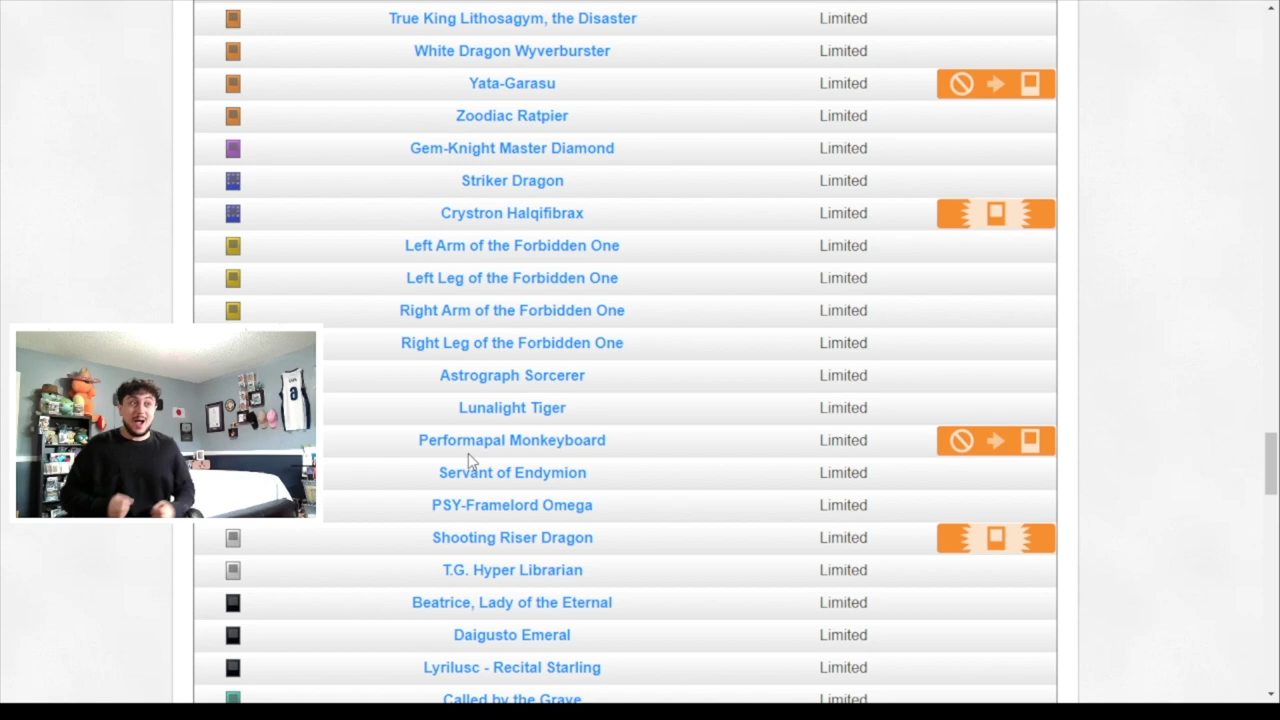 True King Lithosagym, the Disaster Limited
White Dragon Wyverburster Limited
Yata-Garasu Limited
Zoodiac Ratpier Limited
Gem-Knight Master Diamond Limited
Striker Dragon Limited
Crystron Halqifibrax Limited
Left Arm of the Forbidden One Limited
Left Leg of the Forbidden One Limited
Right Arm of the Forbidden One Limited
Right Leg of the Forbidden One Limited
Astrograph Sorcerer Limited
Lunalight Tiger Limited
Performapal Monkeyboard Limited
Servant of Endymion Limited
PSY-Framelord Omega Limited
Shooting Riser Dragon Limited
T.G. Hyper Librarian Limited
Beatrice, Lady of the Eternal Limited
Daigusto Emeral Limited
Lyrilusc - Recital Starling Limited
Called by the Grave Limited
8